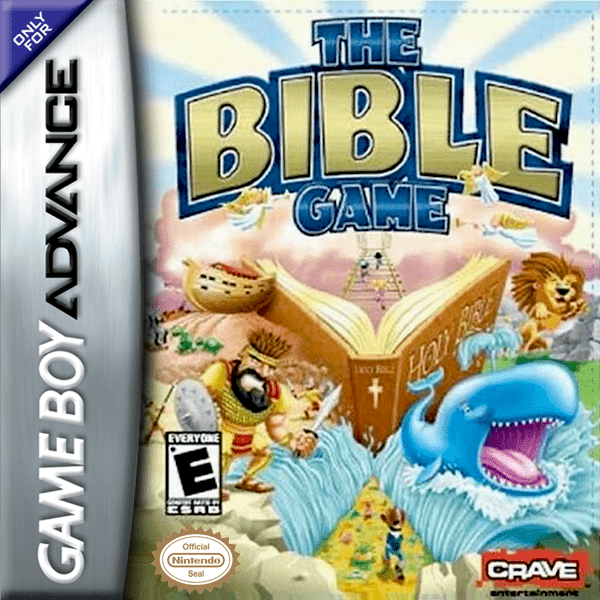 ONLY
FOR
GAME BOY ADVANCE
THE
BIBLE
GAME
HOLY BIBLE
HOLY BIBLE
EVERYONE
E
CONTENT RATED BY
ESRB
Official
Nintendo
Seal
CRAVE
entertainment